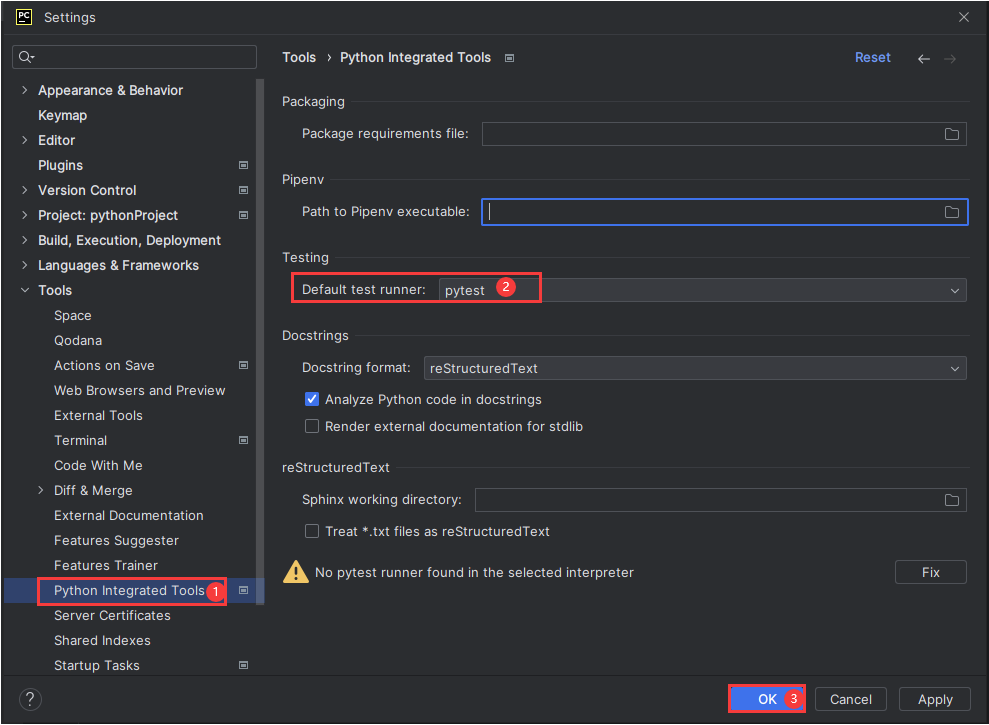 PC Settings
Tools › Python Integrated Tools
Reset
Appearance & Behavior
Keymap
Editor
Plugins
Version Control
Project: pythonProject
Build, Execution, Deployment
Languages & Frameworks
Tools
Space
Qodana
Actions on Save
Web Browsers and Preview
External Tools
Terminal
Code With Me
Diff & Merge
External Documentation
Features Suggester
Features Trainer
Python Integrated Tools 1
Server Certificates
Shared Indexes
Startup Tasks
Packaging
Package requirements file:
Pipenv
Path to Pipenv executable:
Testing
Default test runner: pytest 2
Docstrings
Docstring format: reStructuredText
Analyze Python code in docstrings
Render external documentation for stdlib
reStructuredText
Sphinx working directory:
Treat *.txt files as reStructuredText
No pytest runner found in the selected interpreter
Fix
?
OK 3
Cancel
Apply